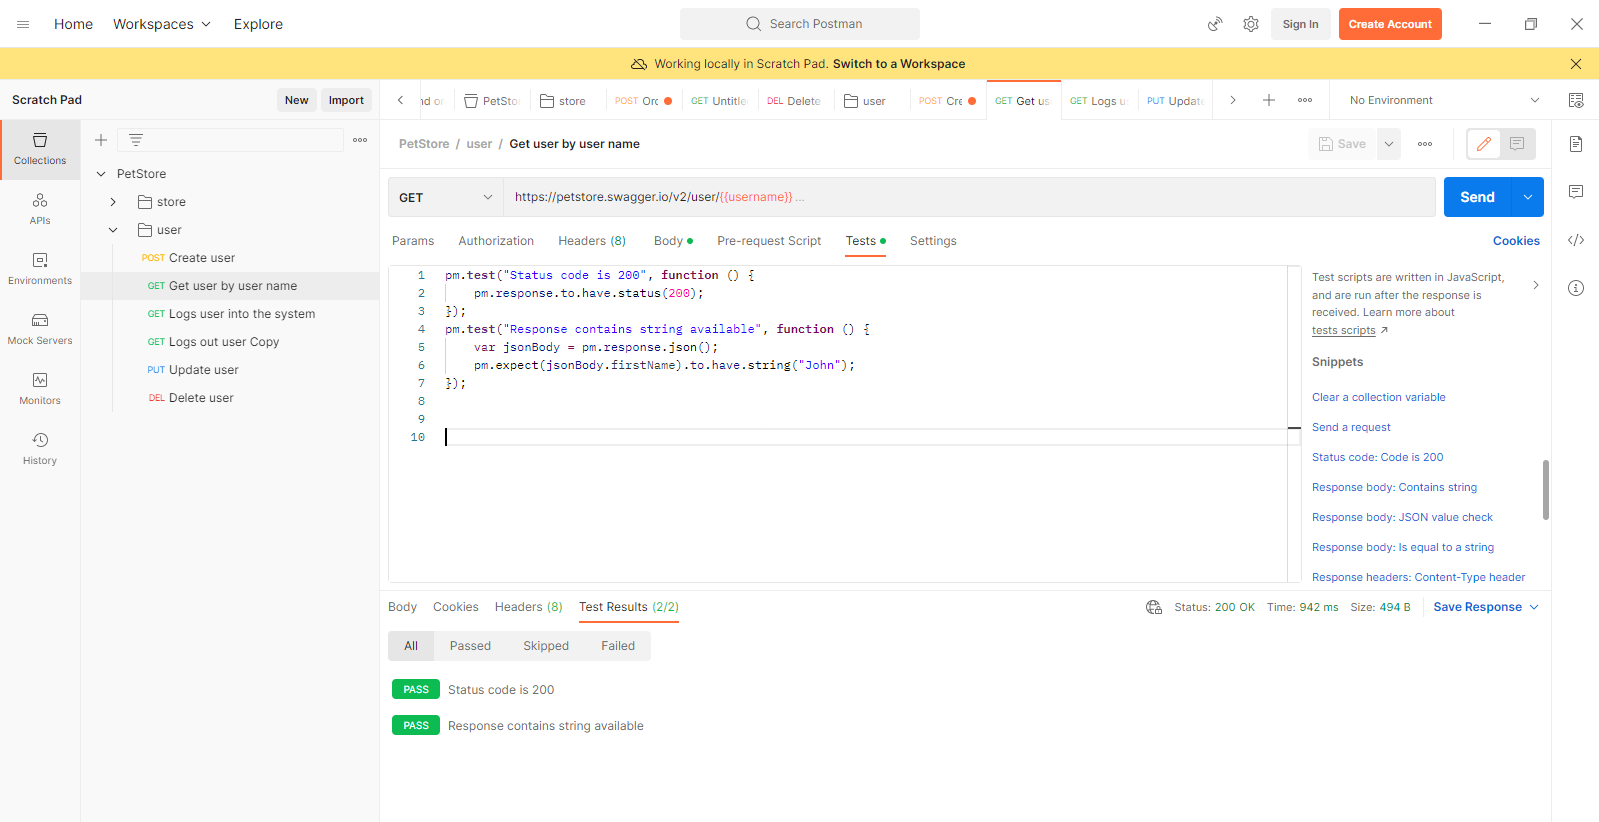 Home Workspaces Explore Search Postman Sign In Create Account
Working locally in Scratch Pad. Switch to a Workspace
Scratch Pad New Import
PetSto store POST Orc GET Untitle DEL Delete user POST Cre GET Get us GET Logs u PUT Update No Environment
Collections
APIs
Environments
Mock Servers
Monitors
History
PetStore
store
user
POST Create user
GET Get user by user name
GET Logs user into the system
GET Logs out user Copy
PUT Update user
DEL Delete user
PetStore / user / Get user by user name Save
GET https://petstore.swagger.io/v2/user/{{username}} ... Send
Params Authorization Headers (8) Body Pre-request Script Tests Settings Cookies
1 pm.test("Status code is 200", function () {
2 pm.response.to.have.status(200);
3 });
4 pm.test("Response contains string available", function () {
5 var jsonBody = pm.response.json();
6 pm.expect(jsonBody.firstName).to.have.string("John");
7 });
8
9
10
Test scripts are written in JavaScript,
and are run after the response is
received. Learn more about
tests scripts ↗
Snippets
Clear a collection variable
Send a request
Status code: Code is 200
Response body: Contains string
Response body: JSON value check
Response body: Is equal to a string
Response headers: Content-Type header
Body Cookies Headers (8) Test Results (2/2) Status: 200 OK Time: 942 ms Size: 494 B Save Response
All Passed Skipped Failed
PASS Status code is 200
PASS Response contains string available